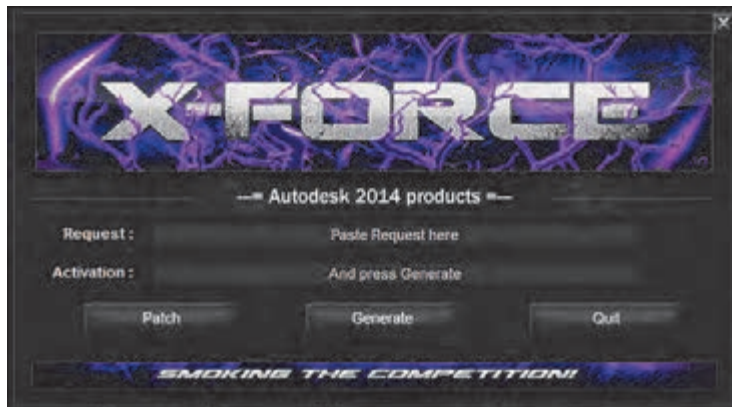 X-FORCE
---= Autodesk 2014 products =---
Request : Paste Request here
Activation : And press Generate
Patch Generate Quit
SMOKING THE COMPETITION!